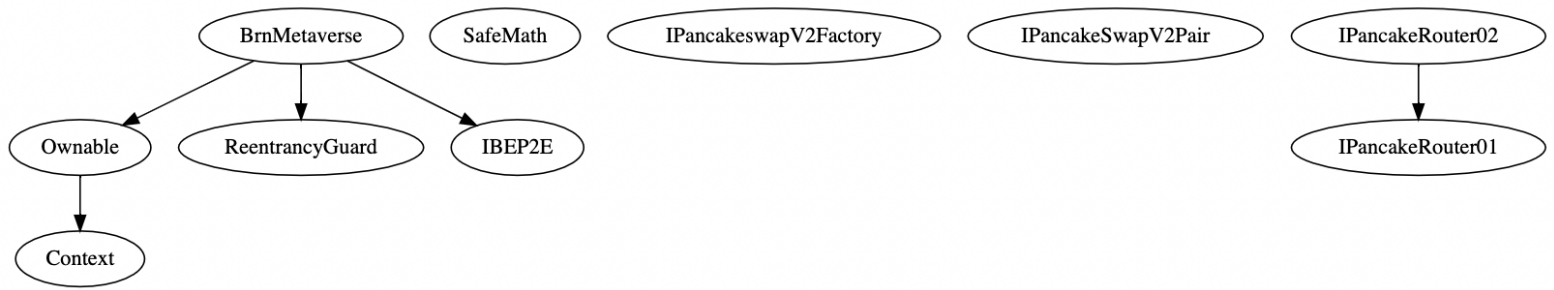 BrnMetaverse
SafeMath
IPancakeswapV2Factory
IPancakeSwapV2Pair
IPancakeRouter02
Ownable
ReentrancyGuard
IBEP2E
IPancakeRouter01
Context